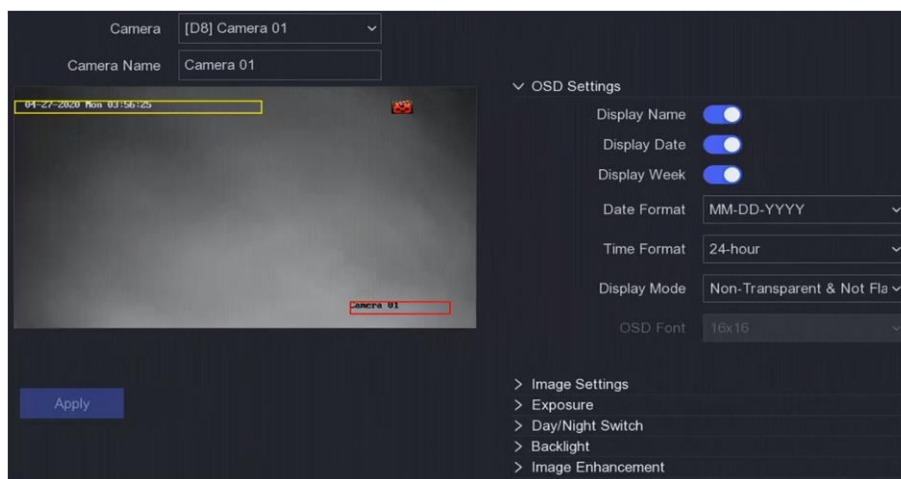 Camera [D8] Camera 01
Camera Name Camera 01
04-27-2020 Mon 03:56:25
Camera 01
Apply
OSD Settings
Display Name
Display Date
Display Week
Date Format MM-DD-YYYY
Time Format 24-hour
Display Mode Non-Transparent & Not Fla
OSD Font 16x16
Image Settings
Exposure
Day/Night Switch
Backlight
Image Enhancement